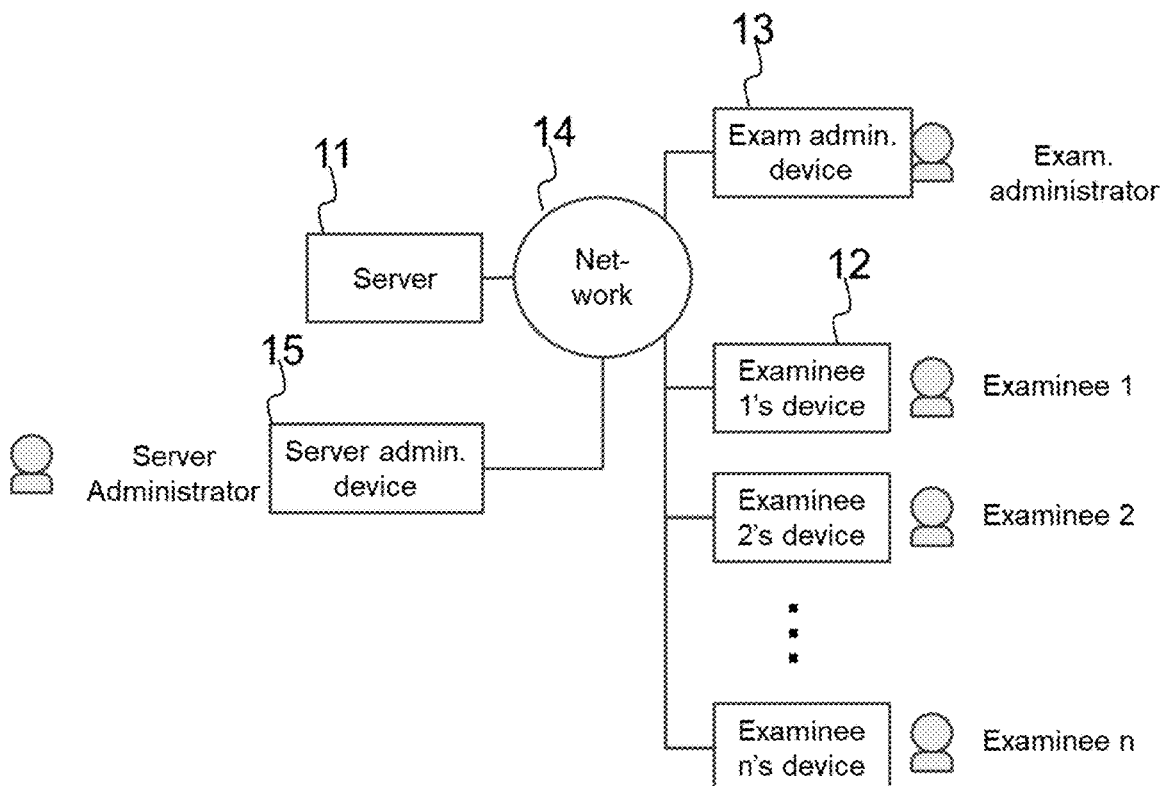 13
Exam admin.
device
Exam.
administrator
14
Net-
work
11
Server
12
Examinee
1's device
Examinee 1
15
Server admin.
device
Server
Administrator
Examinee
2's device
Examinee 2
Examinee
n's device
Examinee n